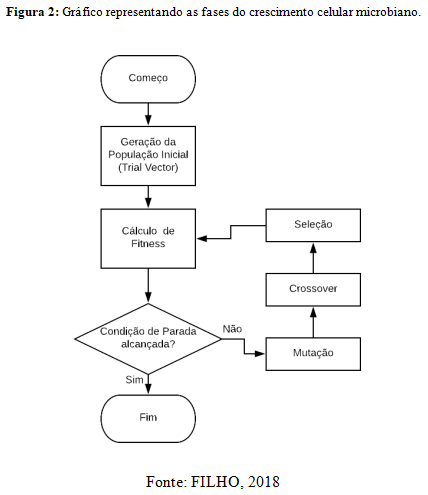 Figura 2: Gráfico representando as fases do crescimento celular microbiano.
Começo
Geração da
População Inicial
(Trial Vector)
Cálculo de
Fitness
Seleção
Crossover
Condição de Parada
alcançada?
Não
Mutação
Sim
Fim
Fonte: FILHO, 2018